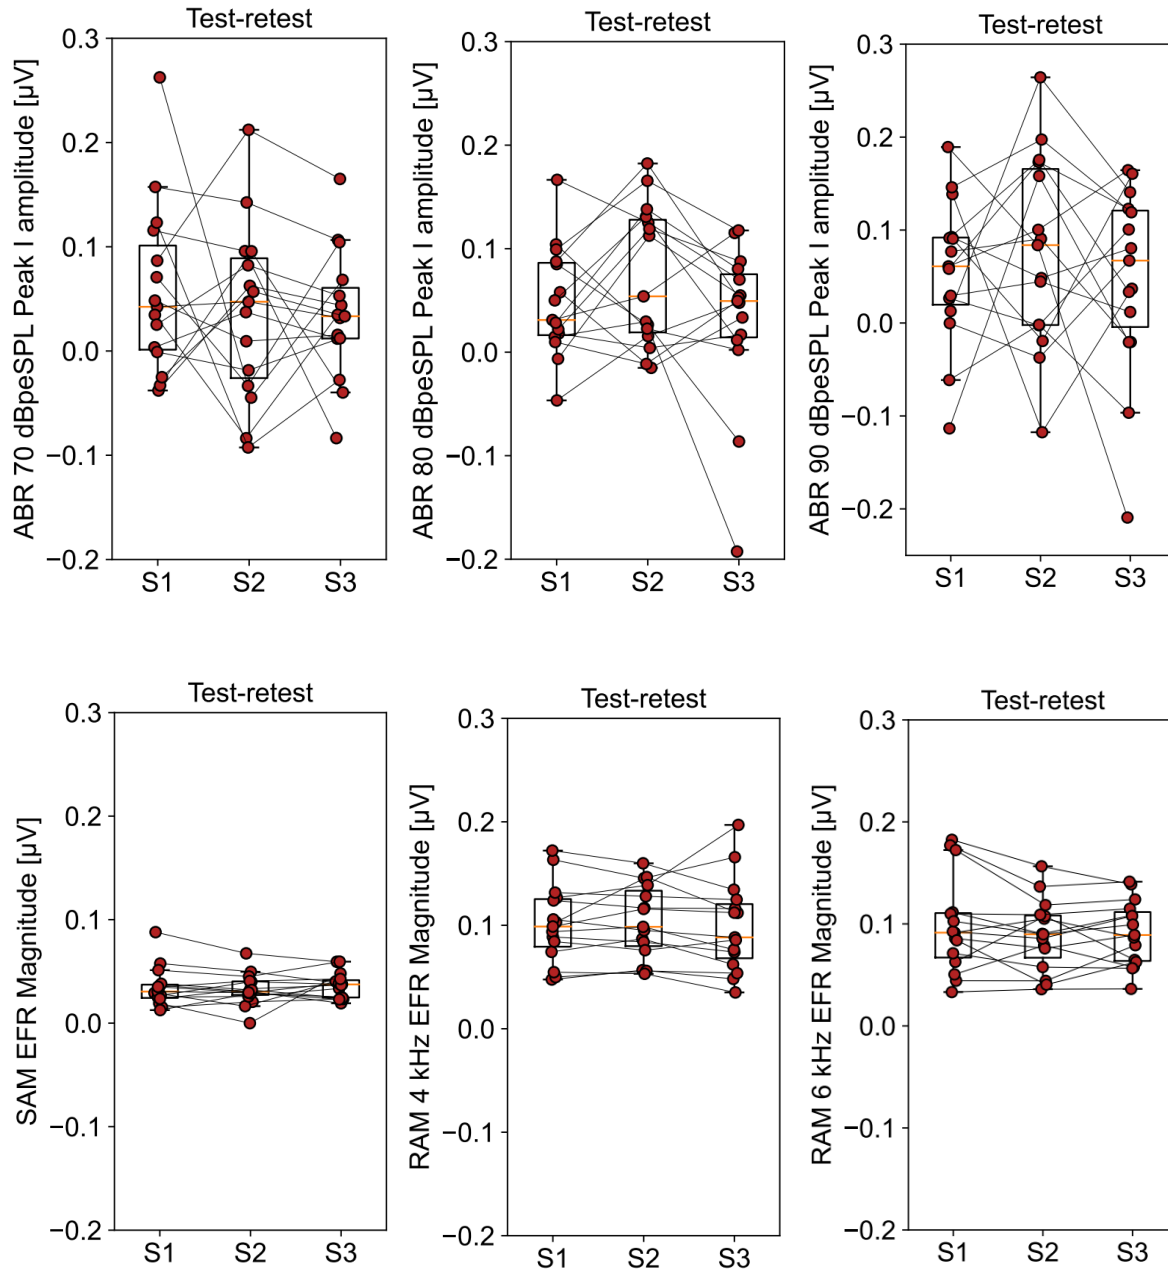 Test-retest
ABR 70 dBpeSPL Peak I amplitude [µV]
0.3
0.2
0.1
0.0
−0.1
−0.2
S1 S2 S3
Test-retest
ABR 80 dBpeSPL Peak I amplitude [µV]
0.3
0.2
0.1
0.0
−0.1
−0.2
S1 S2 S3
Test-retest
ABR 90 dBpeSPL Peak I amplitude [µV]
0.3
0.2
0.1
0.0
−0.1
−0.2
S1 S2 S3
Test-retest
SAM EFR Magnitude [µV]
0.3
0.2
0.1
0.0
−0.1
−0.2
S1 S2 S3
Test-retest
RAM 4 kHz EFR Magnitude [µV]
0.3
0.2
0.1
0.0
−0.1
−0.2
S1 S2 S3
Test-retest
RAM 6 kHz EFR Magnitude [µV]
0.3
0.2
0.1
0.0
−0.1
−0.2
S1 S2 S3